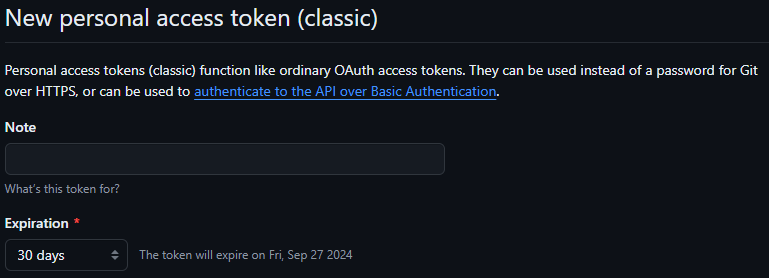 New personal access token (classic)
Personal access tokens (classic) function like ordinary OAuth access tokens. They can be used instead of a password for Git
over HTTPS, or can be used to authenticate to the API over Basic Authentication.
Note
What's this token for?
Expiration *
30 days
The token will expire on Fri, Sep 27 2024